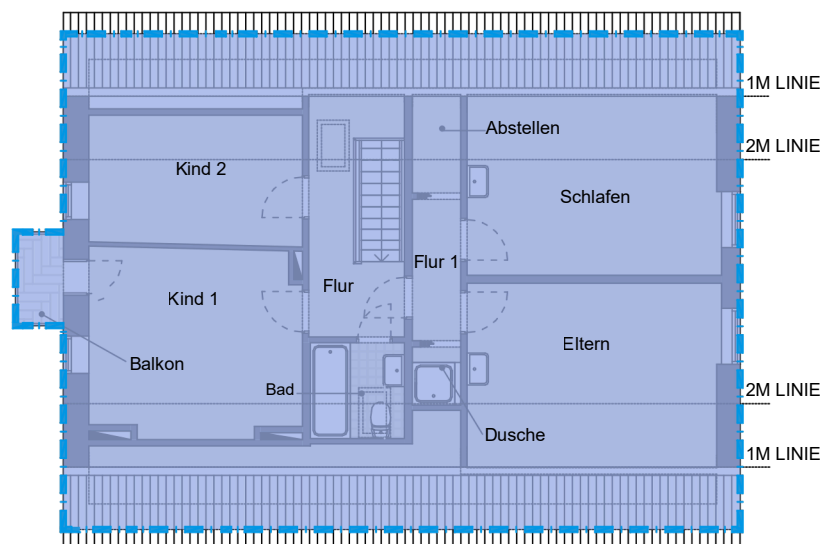 1M LINIE
Abstellen
2M LINIE
Kind 2
Schlafen
Flur 1
Flur
Kind 1
Eltern
Balkon
Bad
2M LINIE
Dusche
1M LINIE